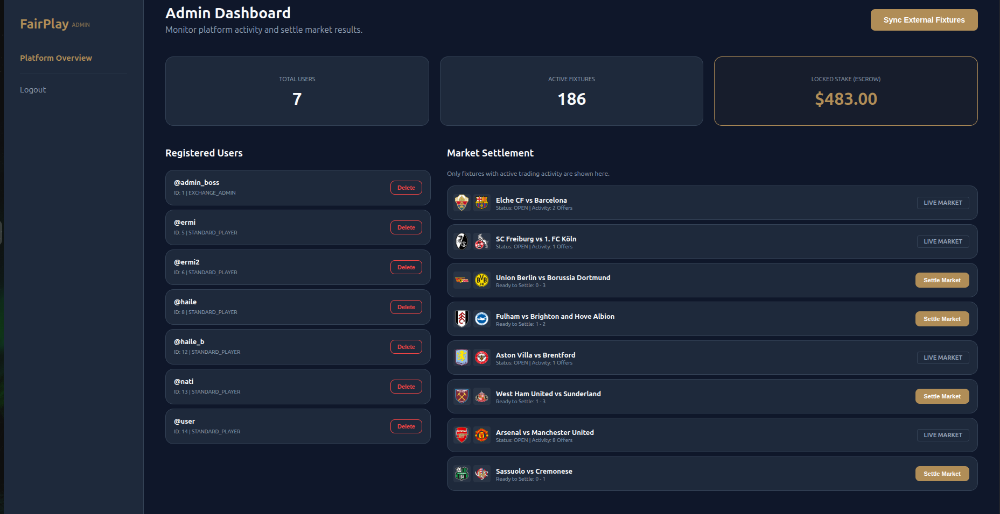 FairPlay ADMIN
Platform Overview
Logout
Admin Dashboard
Monitor platform activity and settle market results.
Sync External Fixtures
TOTAL USERS
7
ACTIVE FIXTURES
186
LOCKED STAKE (ESCROW)
$483.00
Registered Users
@admin_boss
ID: 1 | EXCHANGE_ADMIN
Delete
@ermi
ID: 5 | STANDARD_PLAYER
Delete
@ermi2
ID: 6 | STANDARD_PLAYER
Delete
@haile
ID: 8 | STANDARD_PLAYER
Delete
@haile_b
ID: 12 | STANDARD_PLAYER
Delete
@nati
ID: 13 | STANDARD_PLAYER
Delete
@user
ID: 14 | STANDARD_PLAYER
Delete
Market Settlement
Only fixtures with active trading activity are shown here.
Elche CF vs Barcelona
Status: OPEN | Activity: 2 Offers
LIVE MARKET
SC Freiburg vs 1. FC Köln
Status: OPEN | Activity: 1 Offers
LIVE MARKET
Union Berlin vs Borussia Dortmund
Ready to Settle: 0 - 3
Settle Market
BVB
09
Fulham vs Brighton and Hove Albion
Ready to Settle: 1 - 2
Settle Market
Aston Villa vs Brentford
Status: OPEN | Activity: 1 Offers
LIVE MARKET
West Ham United vs Sunderland
Ready to Settle: 1 - 3
Settle Market
Arsenal vs Manchester United
Status: OPEN | Activity: 8 Offers
LIVE MARKET
Arsenal
Sassuolo vs Cremonese
Ready to Settle: 0 - 1
Settle Market